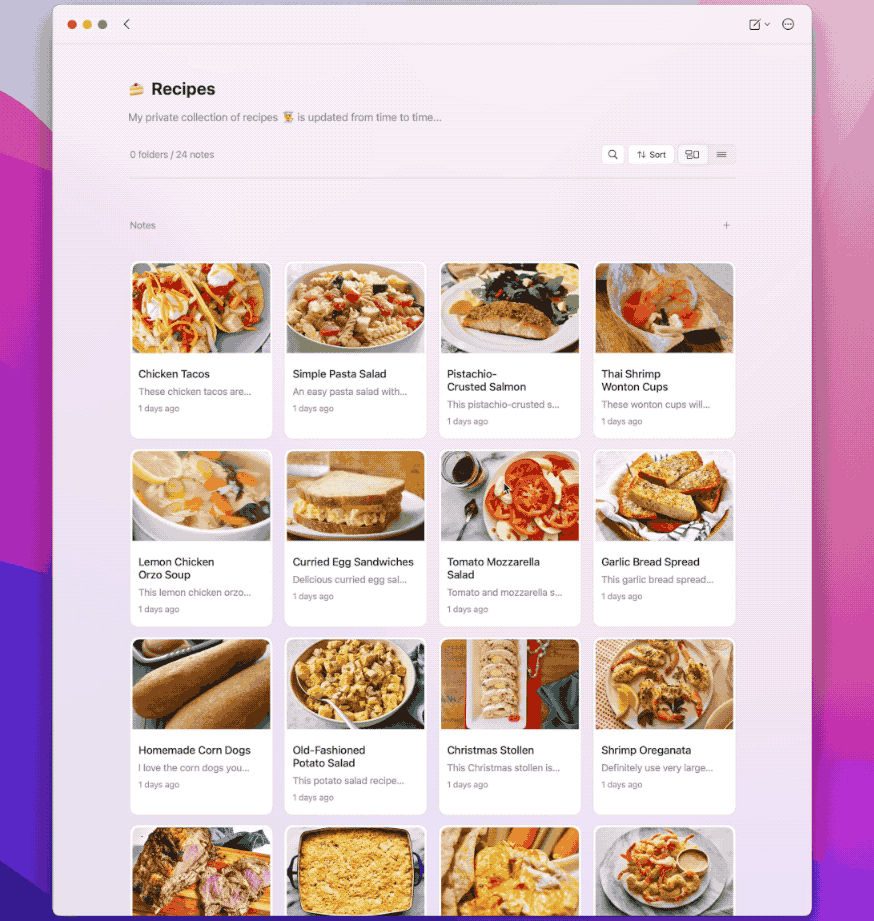 Recipes
My private collection of recipes 👨‍🍳 is updated from time to time...
0 folders / 24 notes
Sort
Notes
Chicken Tacos
These chicken tacos are...
1 days ago
Simple Pasta Salad
An easy pasta salad with...
1 days ago
Pistachio-
Crusted Salmon
This pistachio-crusted s...
1 days ago
Thai Shrimp
Wonton Cups
These wonton cups will...
1 days ago
Lemon Chicken
Orzo Soup
This lemon chicken orzo...
1 days ago
Curried Egg Sandwiches
Delicious curried egg sal...
1 days ago
Tomato Mozzarella
Salad
Tomato and mozzarella s...
1 days ago
Garlic Bread Spread
This garlic bread spread...
1 days ago
Homemade Corn Dogs
I love the corn dogs you...
1 days ago
Old-Fashioned
Potato Salad
This potato salad recipe...
1 days ago
Christmas Stollen
This Christmas stollen is...
1 days ago
Shrimp Oreganata
Definitely use very large...
1 days ago